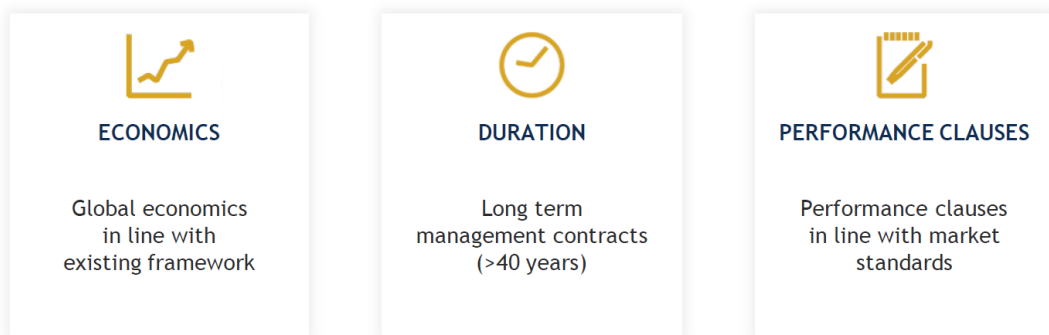 ECONOMICS
Global economics
in line with
existing framework
DURATION
Long term
management contracts
(>40 years)
PERFORMANCE CLAUSES
Performance clauses
in line with market
standards